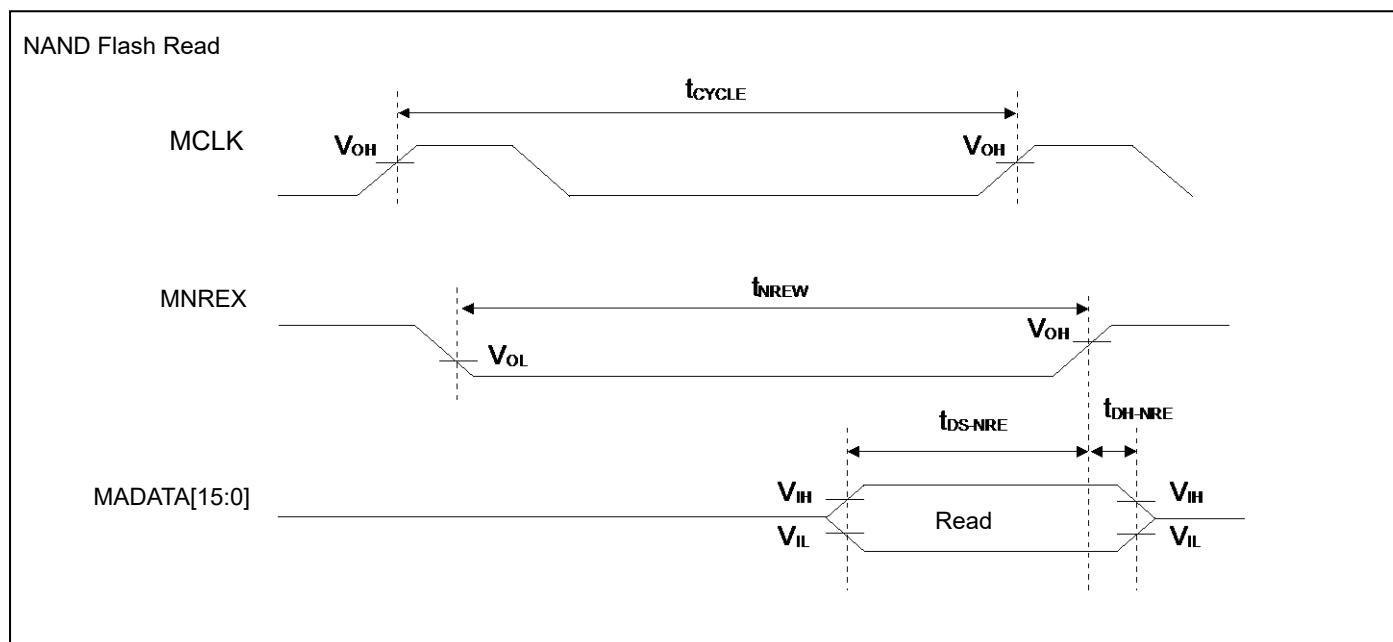 NAND Flash Read
tCYCLE
MCLK
VOH
VOH
tNREW
MNREX
VOH
VOL
tDS-NRE
tDH-NRE
MADATA[15:0]
VIH
VIH
Read
VIL
VIL